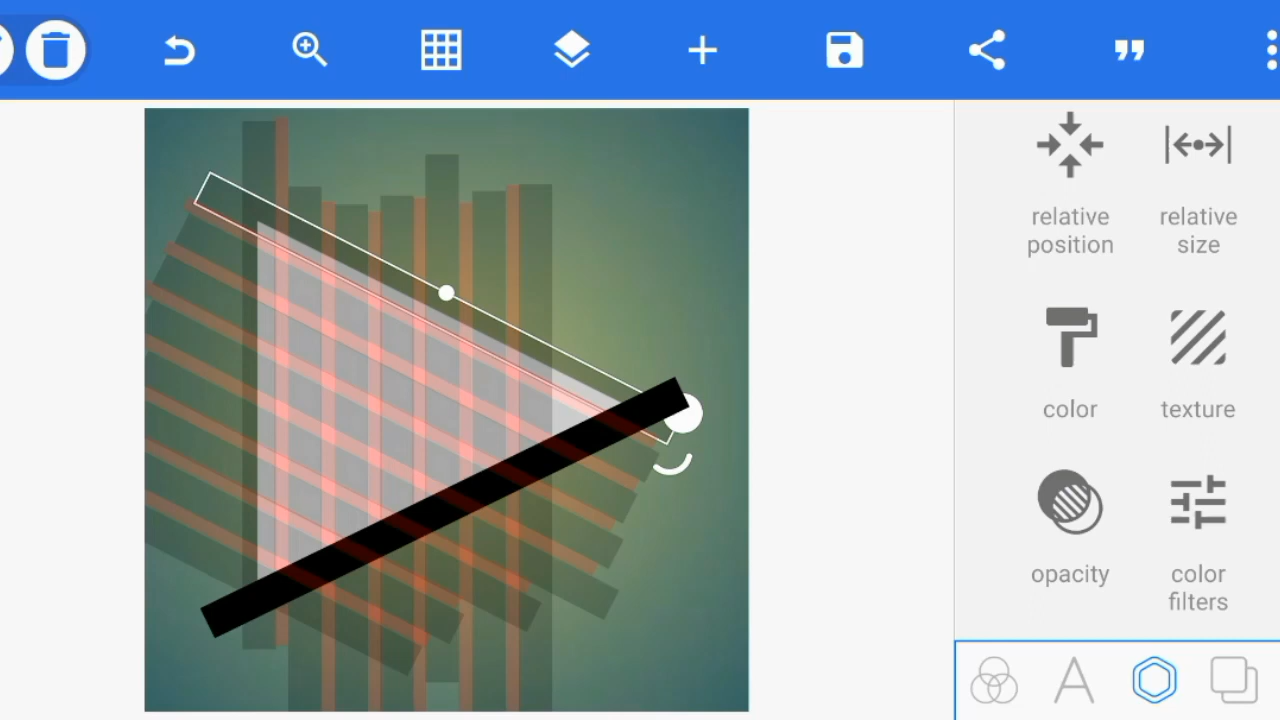 relative
position
relative
size
color
texture
opacity
color
filters